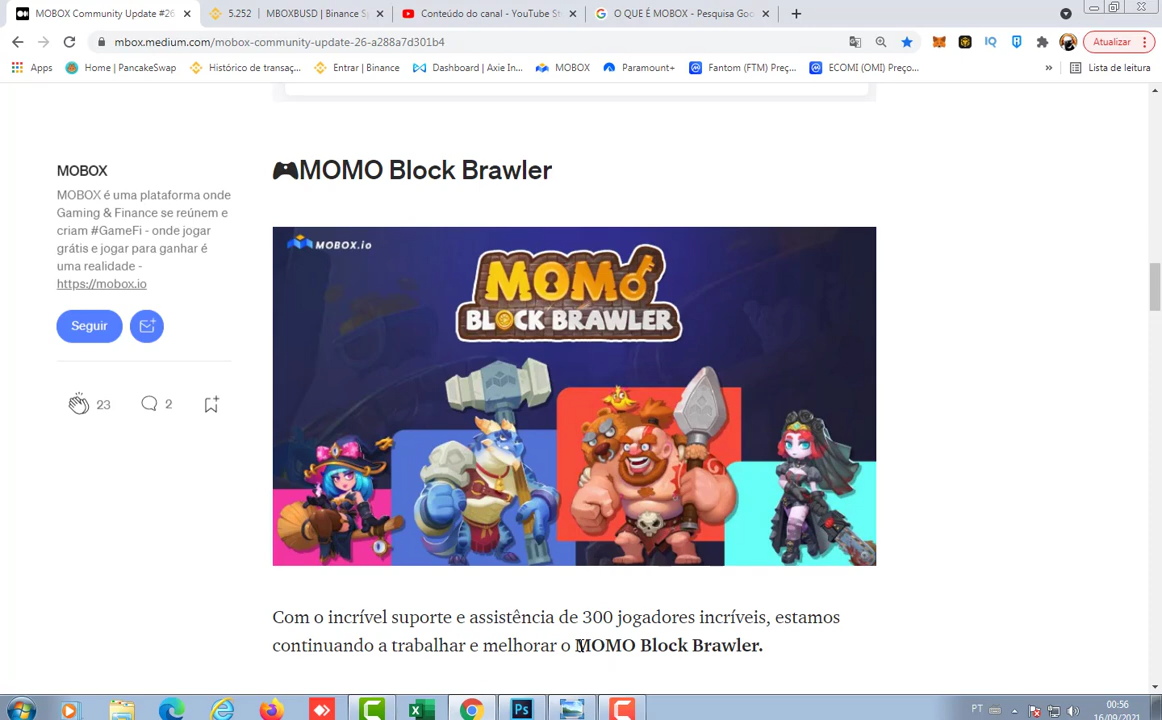 MOBOX Community Update #26
5.252 | MBOXBUSD | Binance S
Conteúdo do canal - YouTube St
O QUE É MOBOX - Pesquisa Goo
mbox.medium.com/mobox-community-update-26-a288a7d301b4
Atualizar
Apps
Home | PancakeSwap
Histórico de transaç...
Entrar | Binance
Dashboard | Axie In...
MOBOX
Paramount+
Fantom (FTM) Preç...
ECOMI (OMI) Preço...
»
Lista de leitura
MOBOX
MOBOX é uma plataforma onde
Gaming & Finance se reúnem e
criam #GameFi - onde jogar
grátis e jogar para ganhar é
uma realidade -
https://mobox.io
Seguir
23
2
🎮MOMO Block Brawler
MOBOX.io
MOMO
BLOCK BRAWLER
Com o incrível suporte e assistência de 300 jogadores incríveis, estamos
continuando a trabalhar e melhorar o MOMO Block Brawler.
PT
00:56
16/09/2021